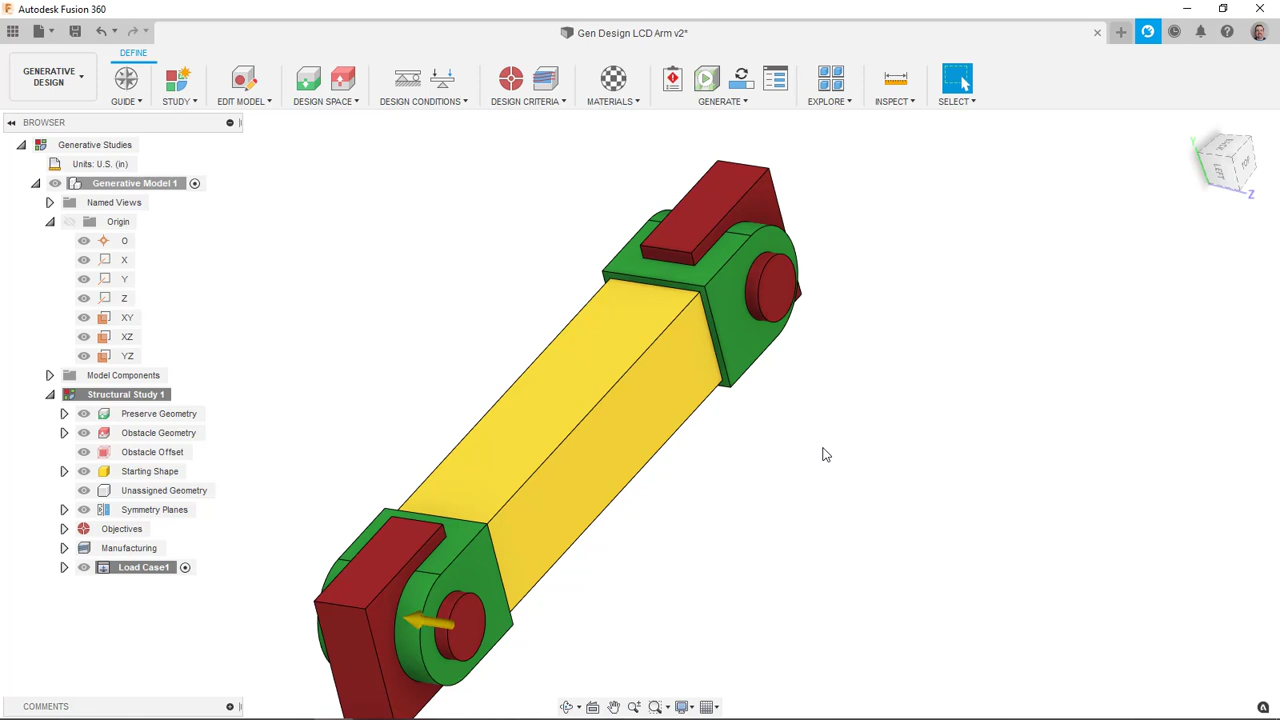 Autodesk Fusion 360
Gen Design LCD Arm v2*
DEFINE
GENERATIVE
DESIGN
GUIDE
STUDY
EDIT MODEL
DESIGN SPACE
DESIGN CONDITIONS
DESIGN CRITERIA
MATERIALS
GENERATE
EXPLORE
INSPECT
SELECT
BROWSER
Generative Studies
Units: U.S. (in)
Generative Model 1
Named Views
Origin
O
X
Y
Z
XY
XZ
YZ
Model Components
Structural Study 1
Preserve Geometry
Obstacle Geometry
Obstacle Offset
Starting Shape
Unassigned Geometry
Symmetry Planes
Objectives
Manufacturing
Load Case1
Y
BACK
TOP
LEFT
Z
COMMENTS